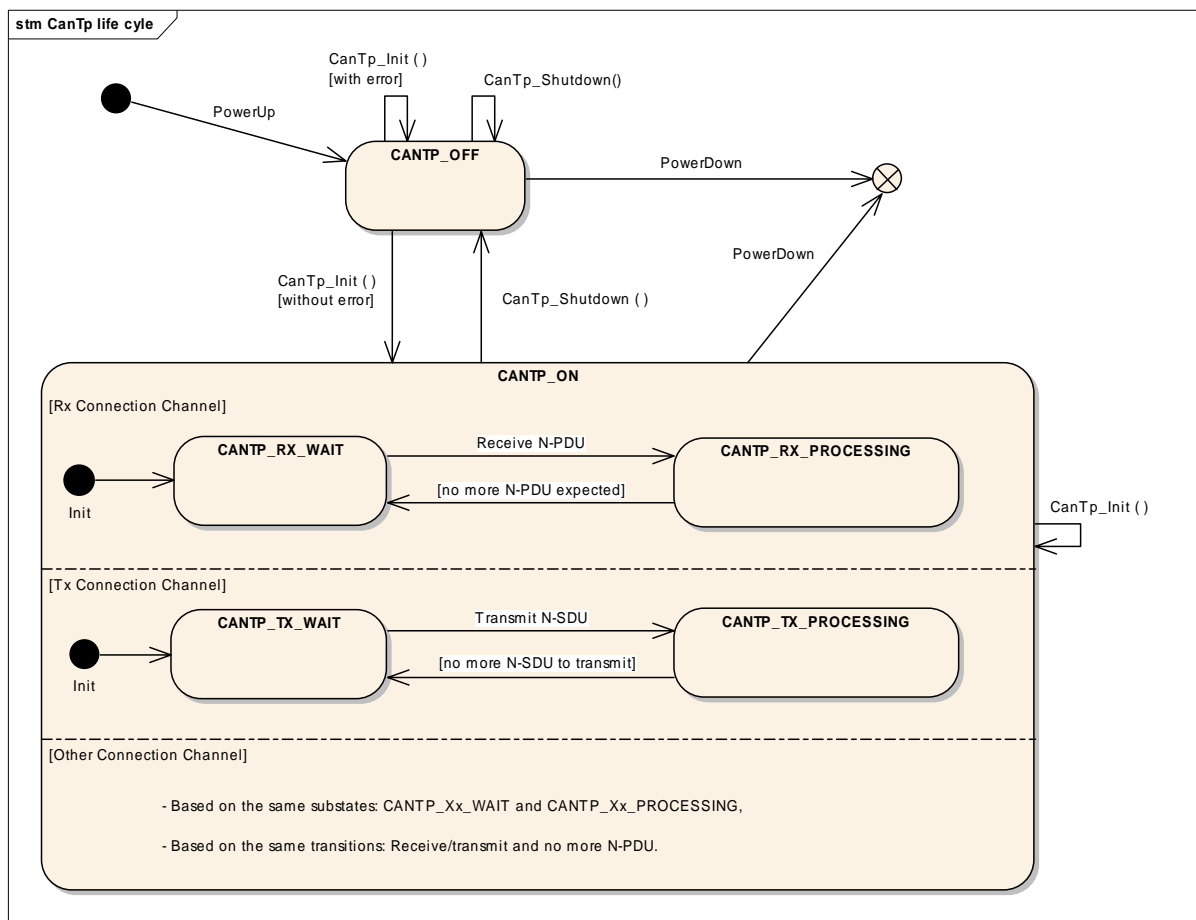 stm CanTp life cyle
CanTp_Init ( )
[with error]
CanTp_Shutdown()
PowerUp
CANTP_OFF
PowerDown
PowerDown
CanTp_Init ( )
[without error]
CanTp_Shutdown ( )
CANTP_ON
[Rx Connection Channel]
CANTP_RX_WAIT
Receive N-PDU
CANTP_RX_PROCESSING
[no more N-PDU expected]
Init
CanTp_Init ( )
[Tx Connection Channel]
CANTP_TX_WAIT
Transmit N-SDU
CANTP_TX_PROCESSING
[no more N-SDU to transmit]
Init
[Other Connection Channel]
- Based on the same substates: CANTP_Xx_WAIT and CANTP_Xx_PROCESSING,
- Based on the same transitions: Receive/transmit and no more N-PDU.